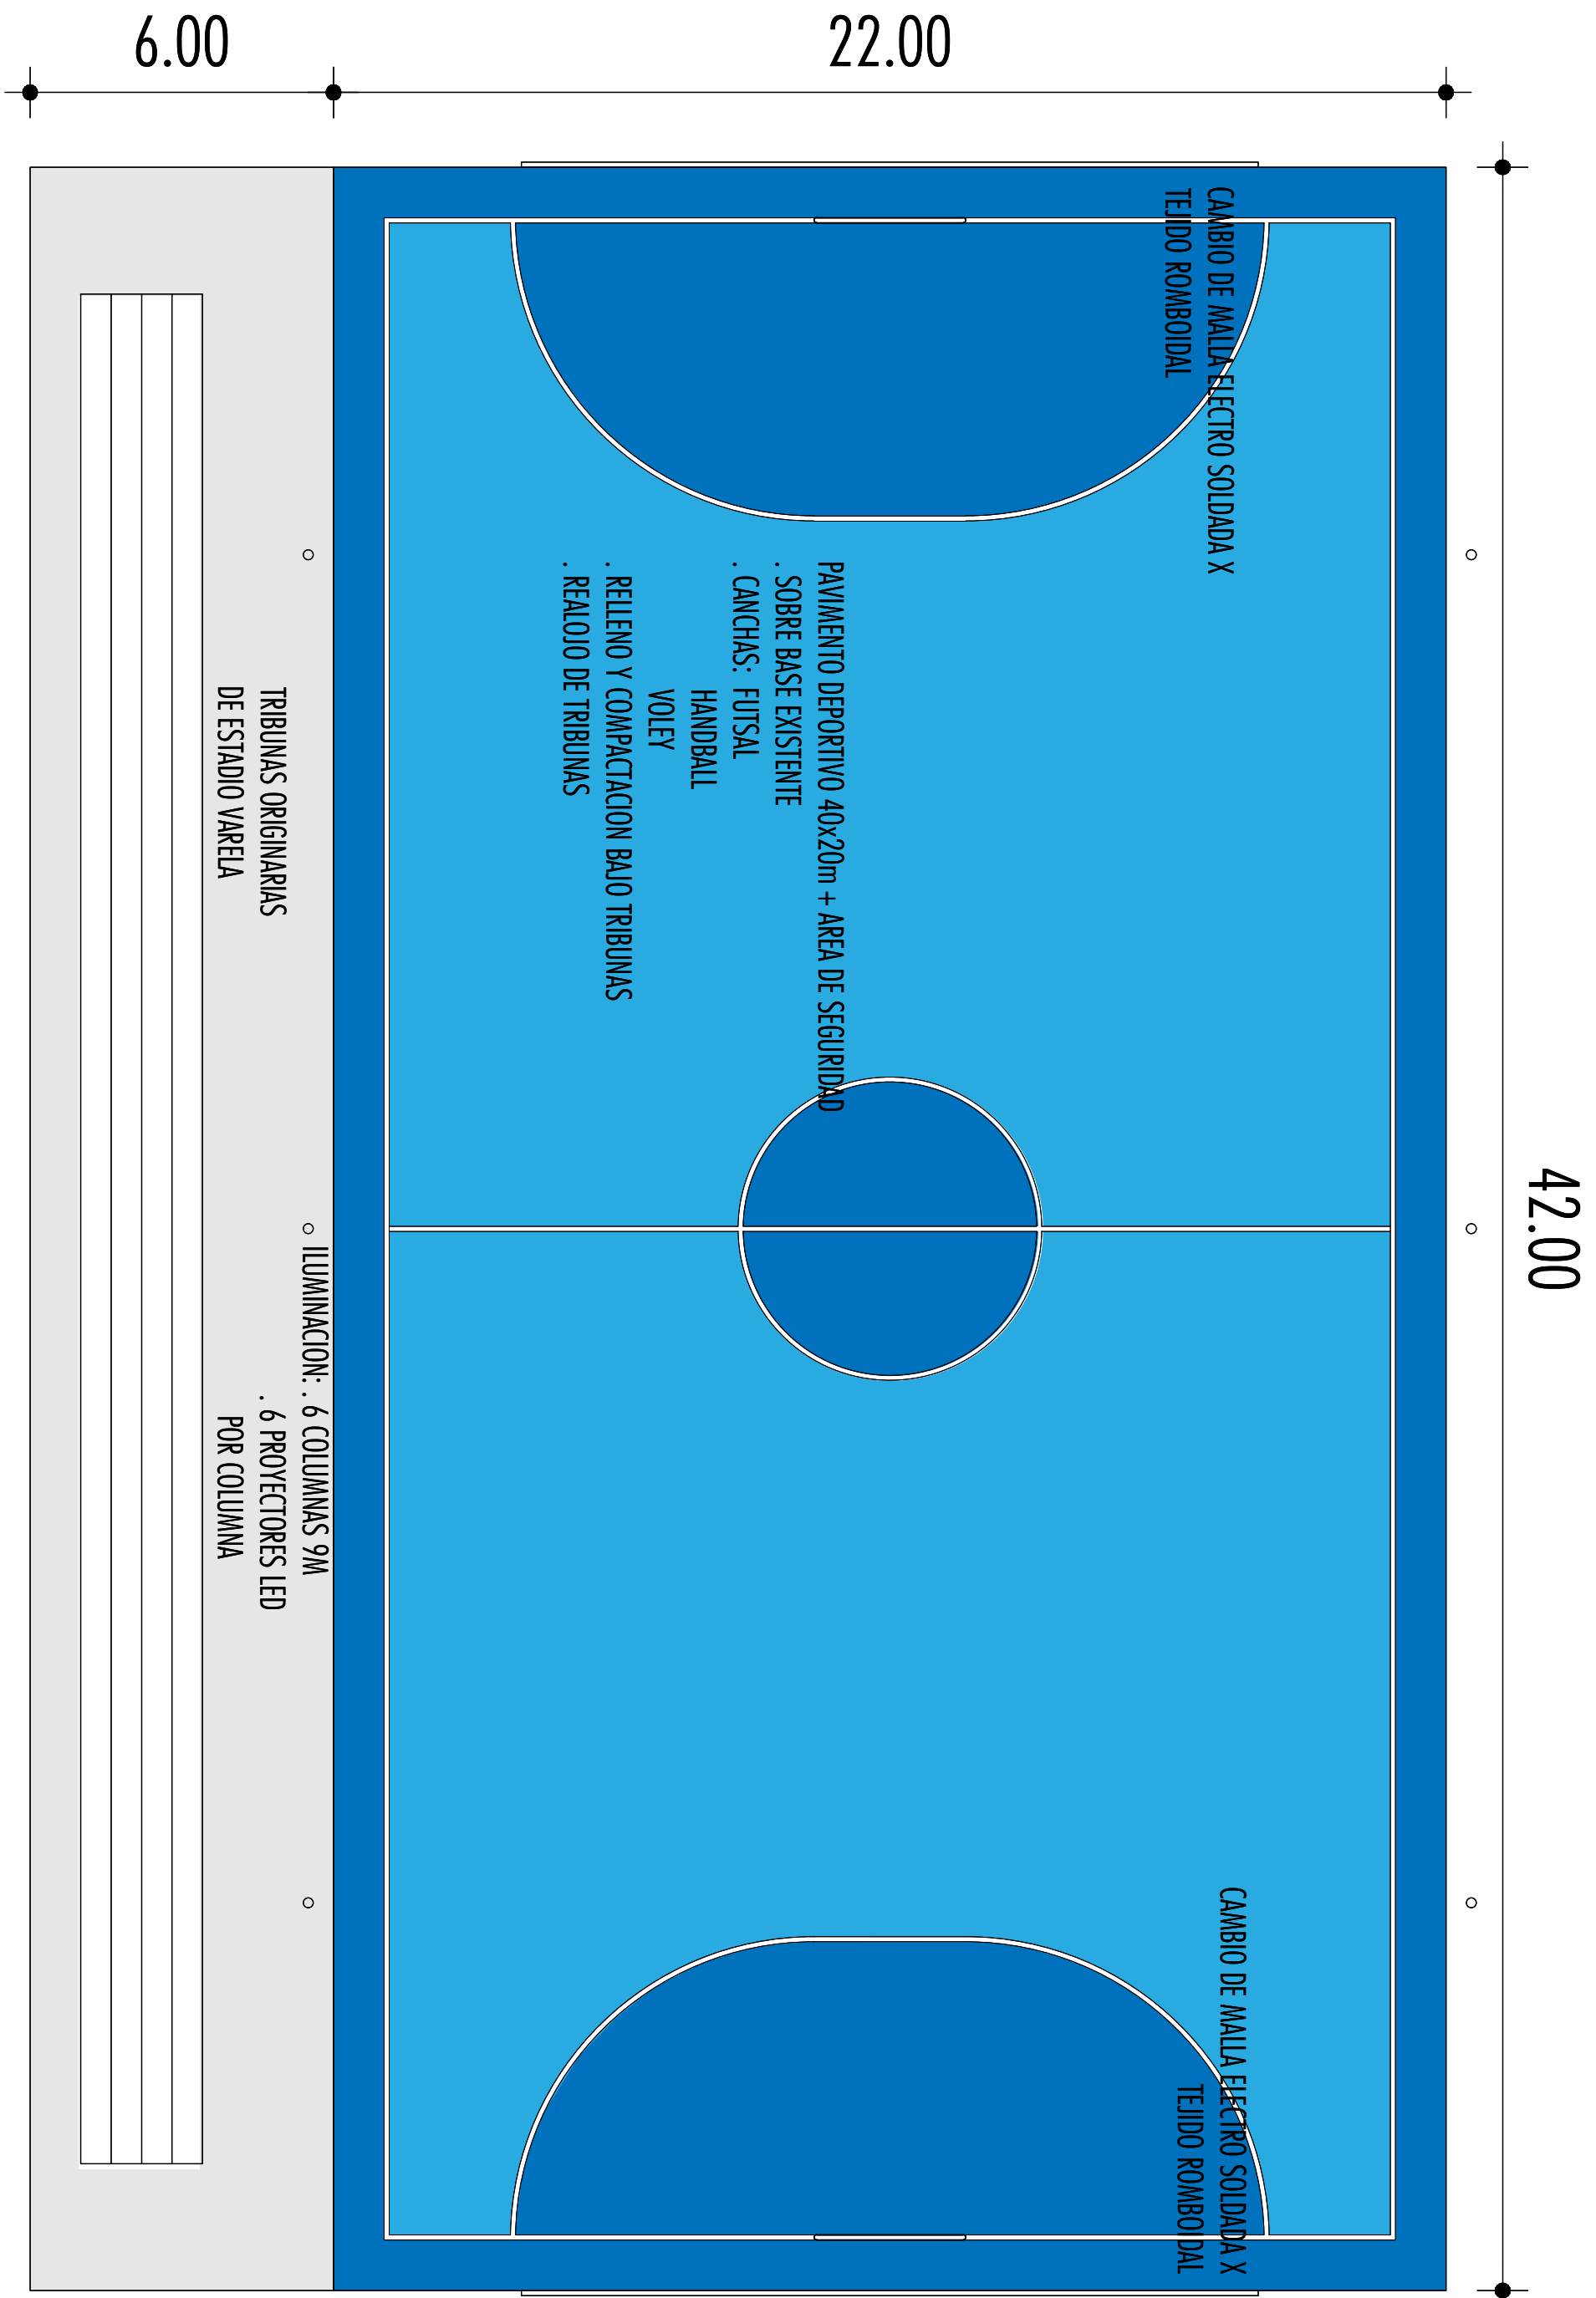 6.00
22.00
42.00
CAMBIO DE MALLA ELECTRO SOLDADA X
TEJIDO ROMBOIDAL
PAVIMENTO DEPORTIVO 40x20m + AREA DE SEGURIDAD
. SOBRE BASE EXISTENTE
. CANCHAS: FUTSAL
HANDBALL
VOLEY
. RELLENO Y COMPACTACION BAJO TRIBUNAS
. REALOJO DE TRIBUNAS
TRIBUNAS ORIGINARIAS
DE ESTADIO VARELA
ILUMINACION: . 6 COLUMNAS 9M
. 6 PROYECTORES LED
POR COLUMNA
CAMBIO DE MALLA ELECTRO SOLDADA X
TEJIDO ROMBOIDAL